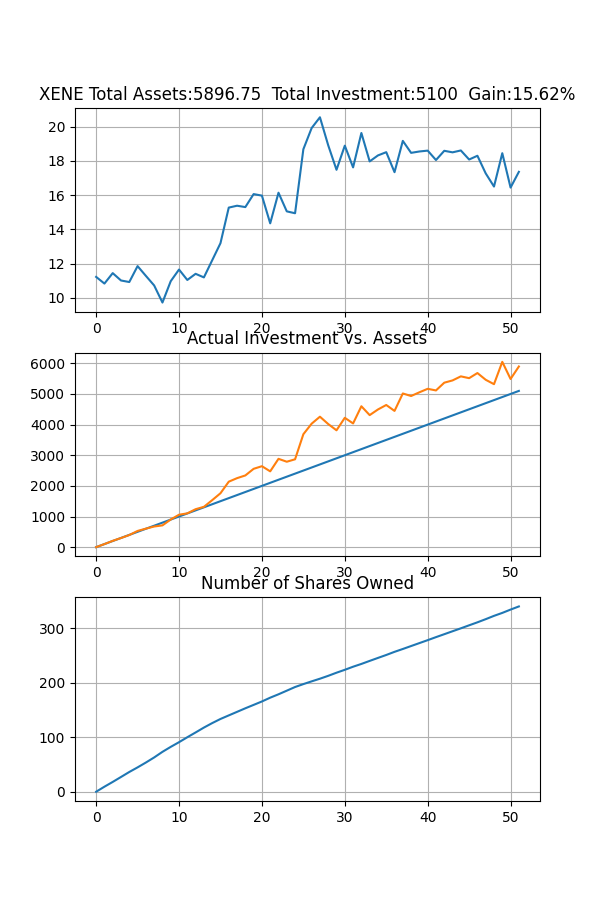 XENE Total Assets:5896.75  Total Investment:5100  Gain:15.62%
20
18
16
14
12
10
0 10 20 30 40 50
Actual Investment vs. Assets
6000
5000
4000
3000
2000
1000
0
0 10 20 30 40 50
Number of Shares Owned
300
200
100
0
0 10 20 30 40 50